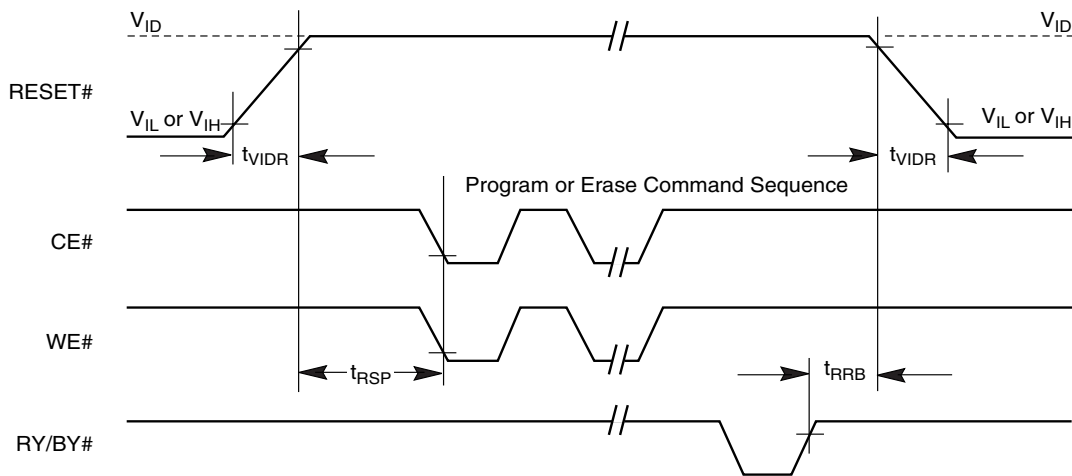 V_ID V_ID
RESET#
V_IL or V_IH V_IL or V_IH
t_VIDR t_VIDR
Program or Erase Command Sequence
CE#
WE#
t_RSP t_RRB
RY/BY#